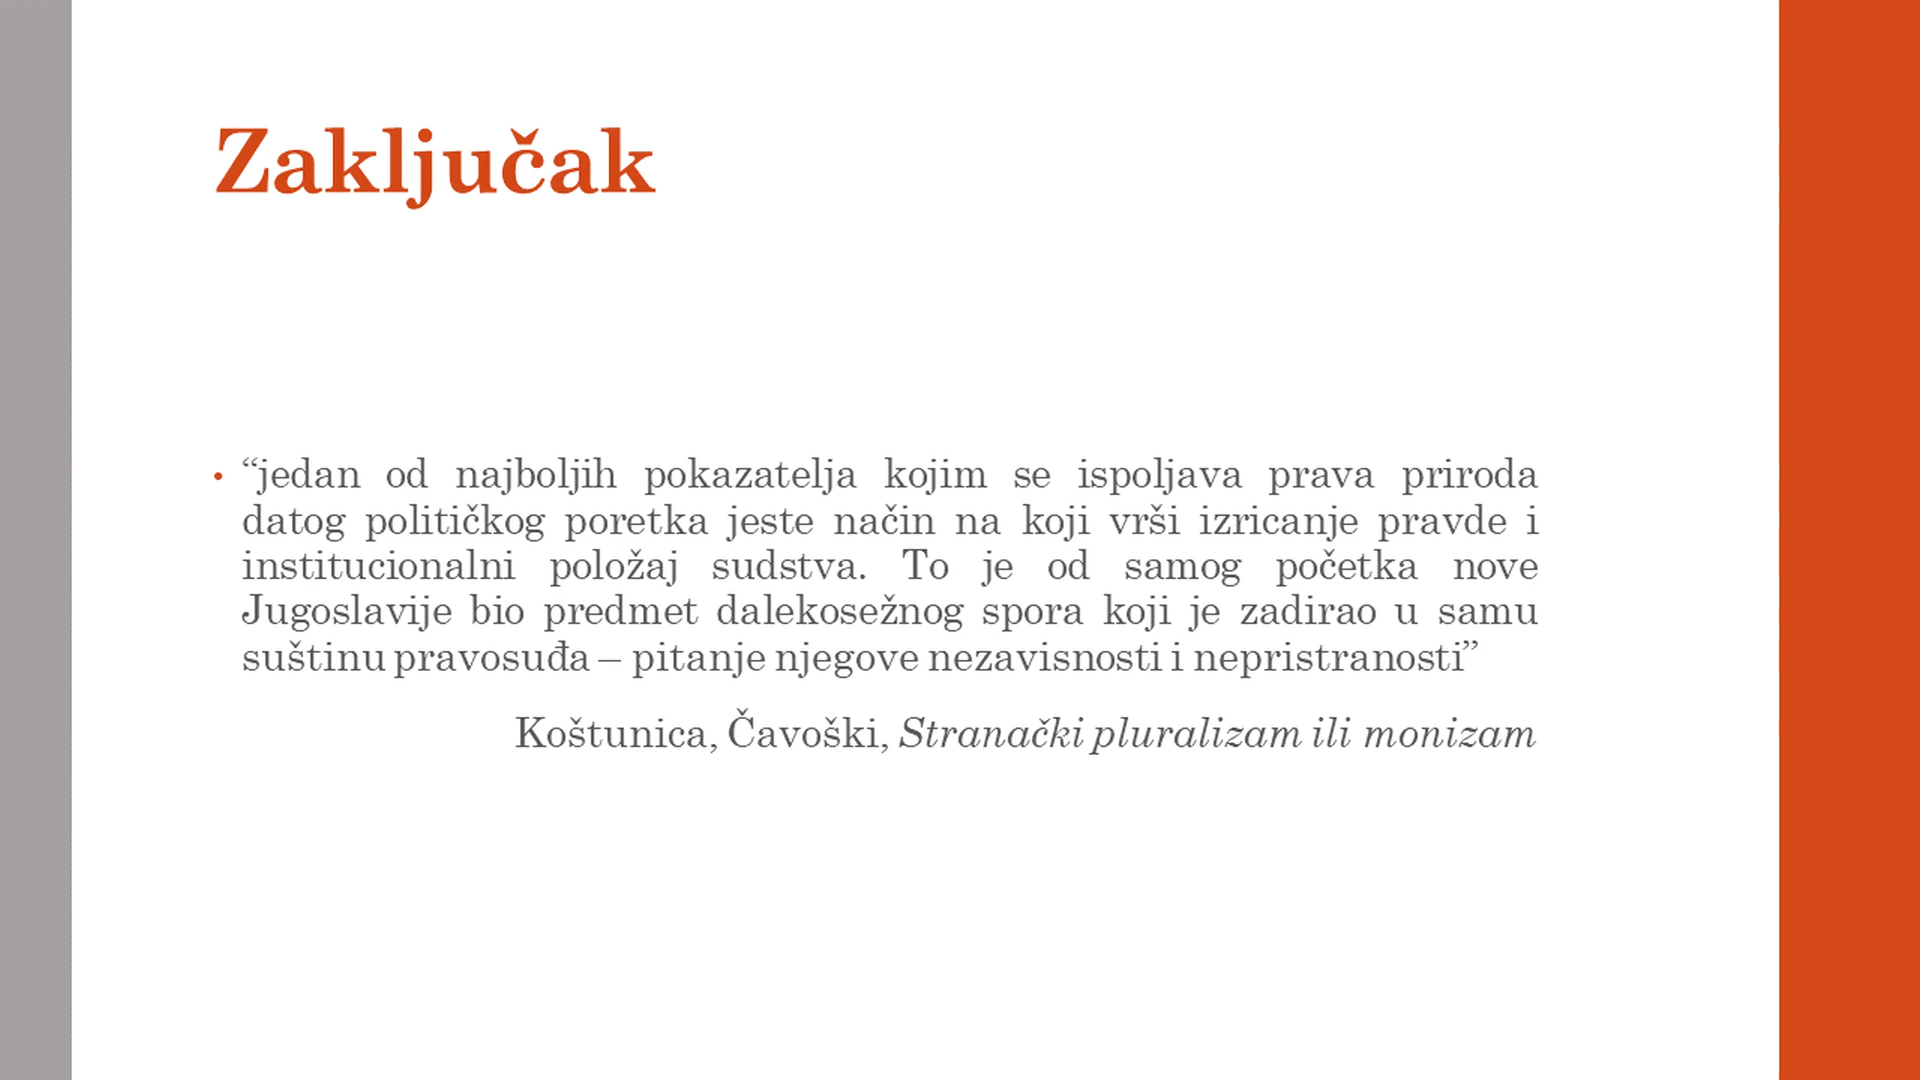 Zaključak
• “jedan od najboljih pokazatelja kojim se ispoljava prava priroda
datog političkog poretka jeste način na koji vrši izricanje pravde i
institucionalni položaj sudstva. To je od samog početka nove
Jugoslavije bio predmet dalekosežnog spora koji je zadirao u samu
suštinu pravosuđa – pitanje njegove nezavisnosti i nepristranosti”
Koštunica, Čavoški, Stranački pluralizam ili monizam